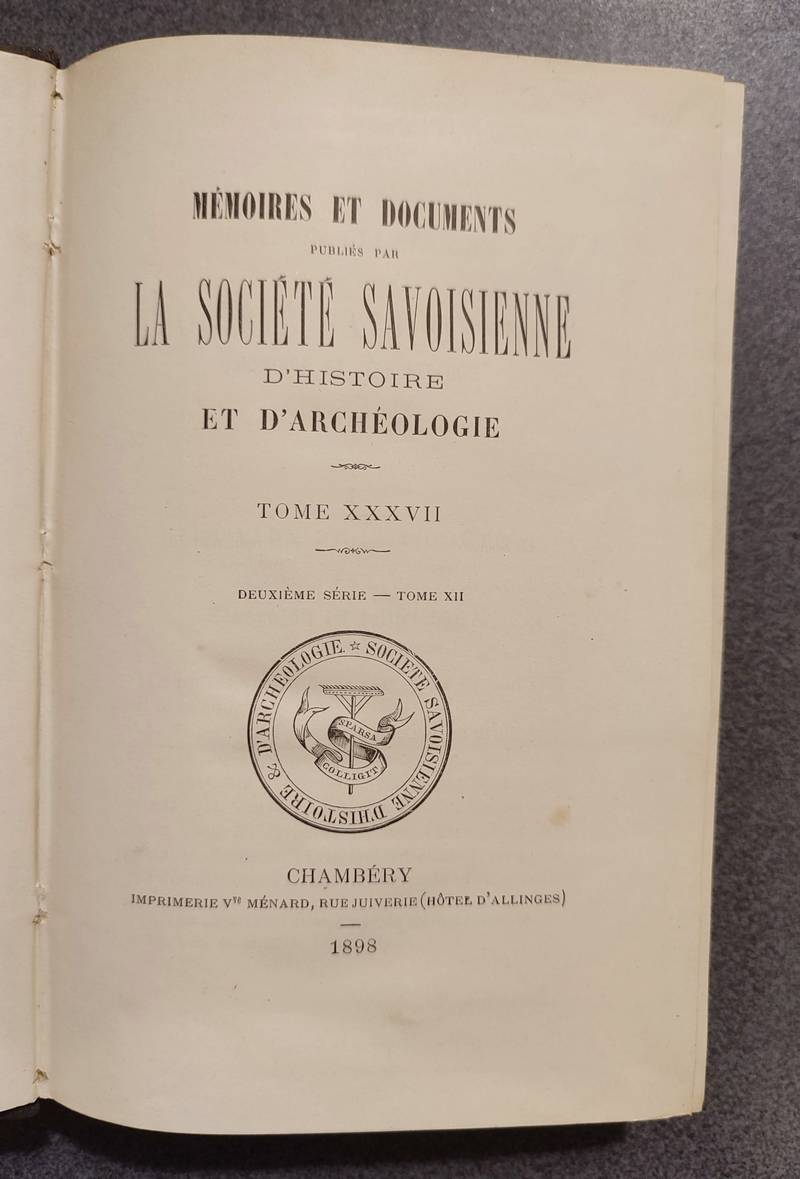 MÉMOIRES ET DOCUMENTS
PUBLIÉS PAR
LA SOCIÉTÉ SAVOISIENNE
D'HISTOIRE
ET D'ARCHÉOLOGIE
TOME XXXVII
DEUXIÈME SÉRIE — TOME XII
SOCIÉTÉ SAVOISIENNE D'HISTOIRE & D'ARCHÉOLOGIE.
SPARSA
COLLIGIT
CHAMBÉRY
IMPRIMERIE Vve MÉNARD, RUE JUIVERIE (HÔTEL D'ALLINGES)
1898